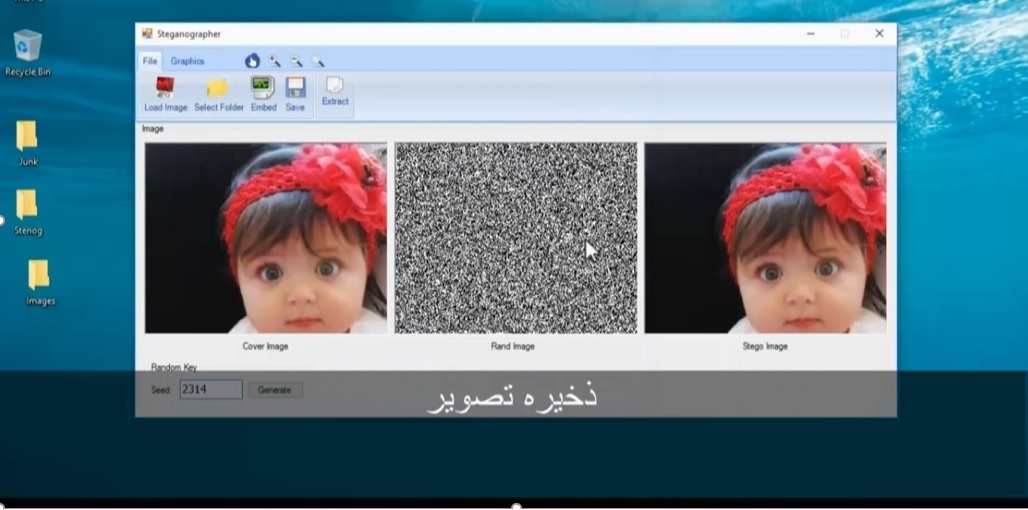 Steganographer
Recycle Bin
File Graphics
Load Image Select Folder Embed Save Extract
Image
Junk
Stenog
Images
Cover Image Rand Image Stego Image
Random Key
Seed: 2314 Generate
ذخیره تصویر